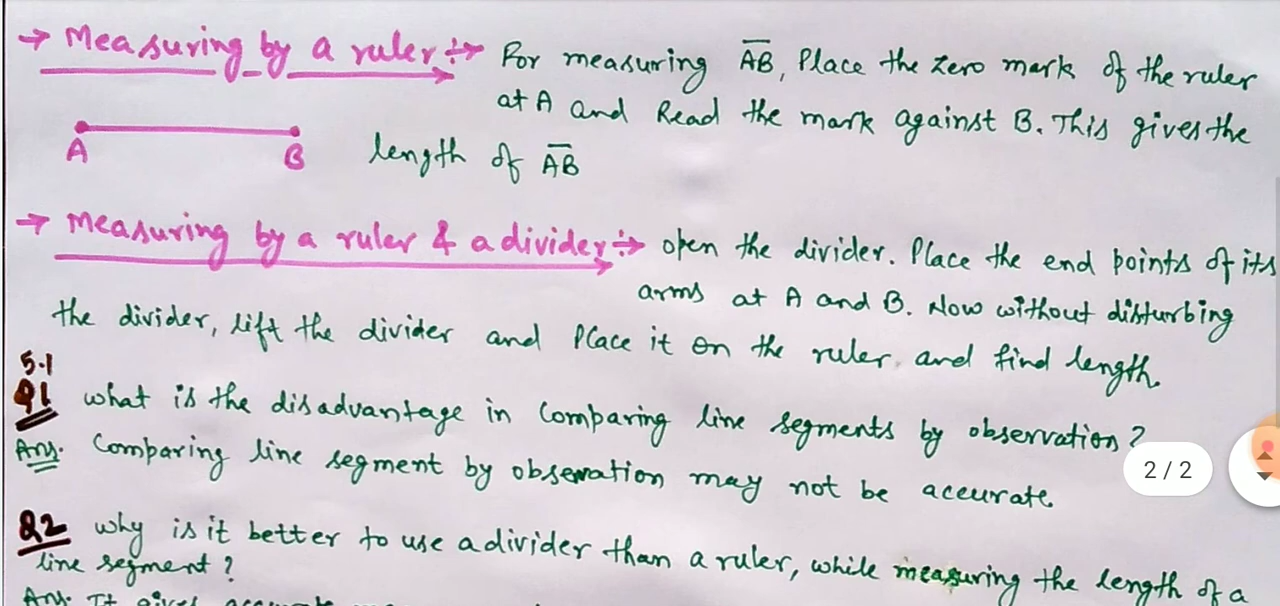 → Measuring by a ruler :→ For measuring A̅B̅, Place the zero mark of the ruler
at A and Read the mark against B. This gives the
A B length of A̅B̅
→ Measuring by a ruler & a divider :→ open the divider. Place the end points of its
arms at A and B. Now without disturbing
the divider, lift the divider and Place it on the ruler. and find length.
5.1
Q1 what is the disadvantage in Comparing line segments by observation?
Ans. Comparing line segment by observation may not be accurate.
2/2
Q2 why is it better to use a divider than a ruler, while measuring the length of a
line segment?
Ans. It gives accurate